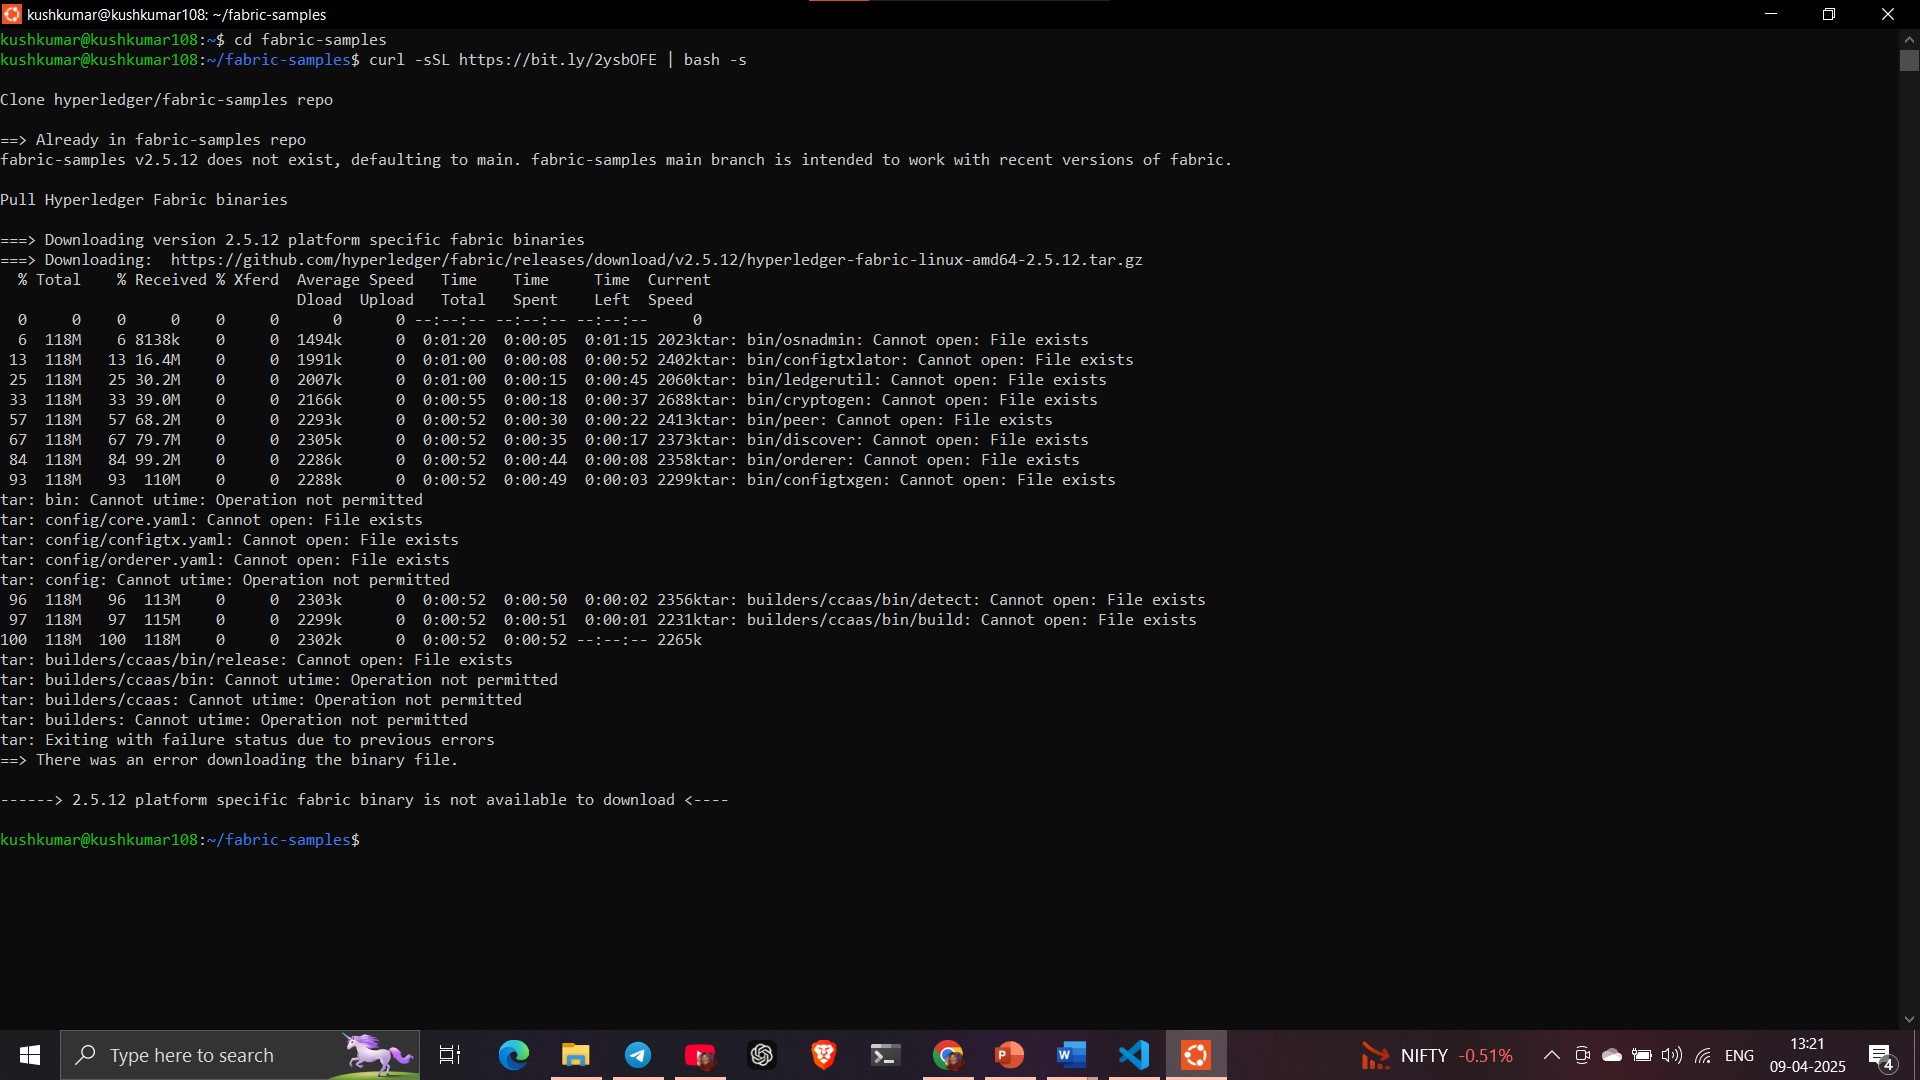 kushkumar@kushkumar108: ~/fabric-samples
kushkumar@kushkumar108:~$ cd fabric-samples
kushkumar@kushkumar108:~/fabric-samples$ curl -sSL https://bit.ly/2ysbOFE | bash -s
Clone hyperledger/fabric-samples repo
==> Already in fabric-samples repo
fabric-samples v2.5.12 does not exist, defaulting to main. fabric-samples main branch is intended to work with recent versions of fabric.
Pull Hyperledger Fabric binaries
===> Downloading version 2.5.12 platform specific fabric binaries
===> Downloading:  https://github.com/hyperledger/fabric/releases/download/v2.5.12/hyperledger-fabric-linux-amd64-2.5.12.tar.gz
  % Total    % Received % Xferd  Average Speed   Time    Time     Time  Current
                                 Dload  Upload   Total   Spent    Left  Speed
  0     0    0     0    0     0      0      0 --:--:-- --:--:-- --:--:--     0
  6  118M    6 8138k    0     0  1494k      0  0:01:20  0:00:05  0:01:15 2023ktar: bin/osnadmin: Cannot open: File exists
 13  118M   13 16.4M    0     0  1991k      0  0:01:00  0:00:08  0:00:52 2402ktar: bin/configtxlator: Cannot open: File exists
 25  118M   25 30.2M    0     0  2007k      0  0:01:00  0:00:15  0:00:45 2060ktar: bin/ledgerutil: Cannot open: File exists
 33  118M   33 39.0M    0     0  2166k      0  0:00:55  0:00:18  0:00:37 2688ktar: bin/cryptogen: Cannot open: File exists
 57  118M   57 68.2M    0     0  2293k      0  0:00:52  0:00:30  0:00:22 2413ktar: bin/peer: Cannot open: File exists
 67  118M   67 79.7M    0     0  2305k      0  0:00:52  0:00:35  0:00:17 2373ktar: bin/discover: Cannot open: File exists
 84  118M   84 99.2M    0     0  2286k      0  0:00:52  0:00:44  0:00:08 2358ktar: bin/orderer: Cannot open: File exists
 93  118M   93  110M    0     0  2288k      0  0:00:52  0:00:49  0:00:03 2299ktar: bin/configtxgen: Cannot open: File exists
tar: bin: Cannot utime: Operation not permitted
tar: config/core.yaml: Cannot open: File exists
tar: config/configtx.yaml: Cannot open: File exists
tar: config/orderer.yaml: Cannot open: File exists
tar: config: Cannot utime: Operation not permitted
 96  118M   96  113M    0     0  2303k      0  0:00:52  0:00:50  0:00:02 2356ktar: builders/ccaas/bin/detect: Cannot open: File exists
 97  118M   97  115M    0     0  2299k      0  0:00:52  0:00:51  0:00:01 2231ktar: builders/ccaas/bin/build: Cannot open: File exists
100  118M  100  118M    0     0  2302k      0  0:00:52  0:00:52 --:--:-- 2265k
tar: builders/ccaas/bin/release: Cannot open: File exists
tar: builders/ccaas/bin: Cannot utime: Operation not permitted
tar: builders/ccaas: Cannot utime: Operation not permitted
tar: builders: Cannot utime: Operation not permitted
tar: Exiting with failure status due to previous errors
==> There was an error downloading the binary file.
------> 2.5.12 platform specific fabric binary is not available to download <----
kushkumar@kushkumar108:~/fabric-samples$
Type here to search
NIFTY -0.51%
ENG
13:21
09-04-2025
4